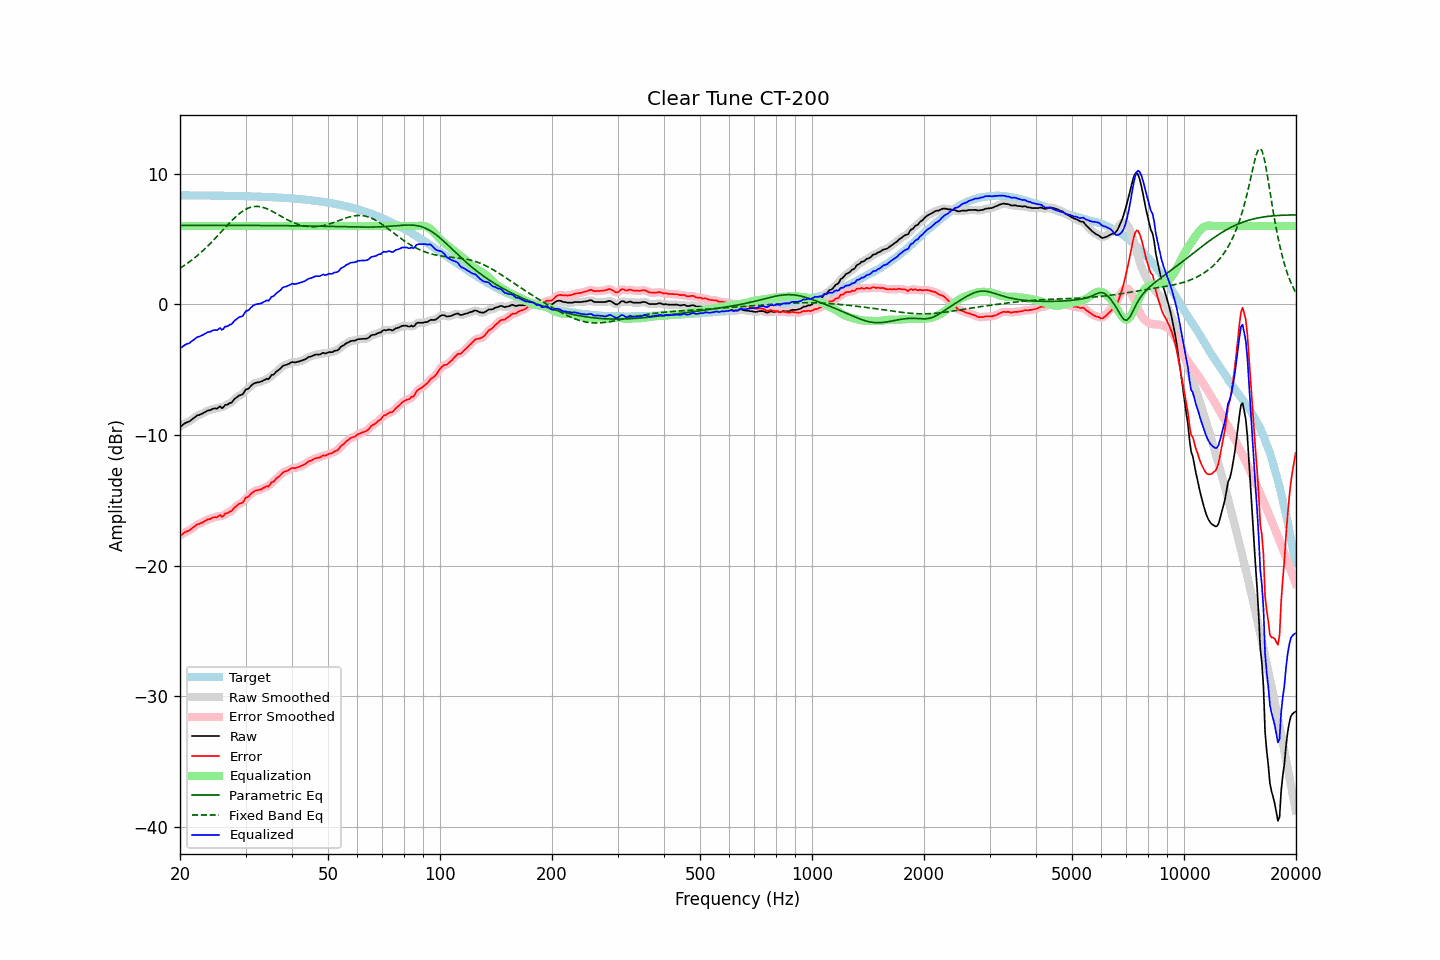 Clear Tune CT-200
10
0
−10
−20
−30
−40
Amplitude (dBr)
Target
Raw Smoothed
Error Smoothed
Raw
Error
Equalization
Parametric Eq
Fixed Band Eq
Equalized
20 50 100 200 500 1000 2000 5000 10000 20000
Frequency (Hz)